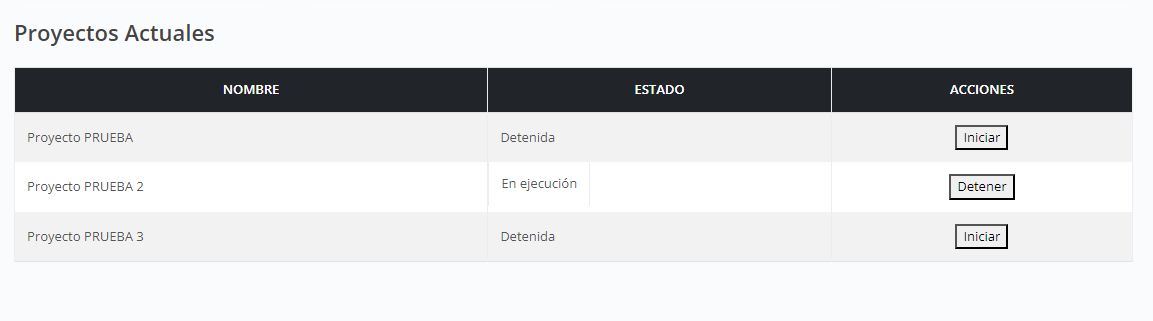 Proyectos Actuales
NOMBRE ESTADO ACCIONES
Proyecto PRUEBA Detenida Iniciar
Proyecto PRUEBA 2 En ejecución Detener
Proyecto PRUEBA 3 Detenida Iniciar